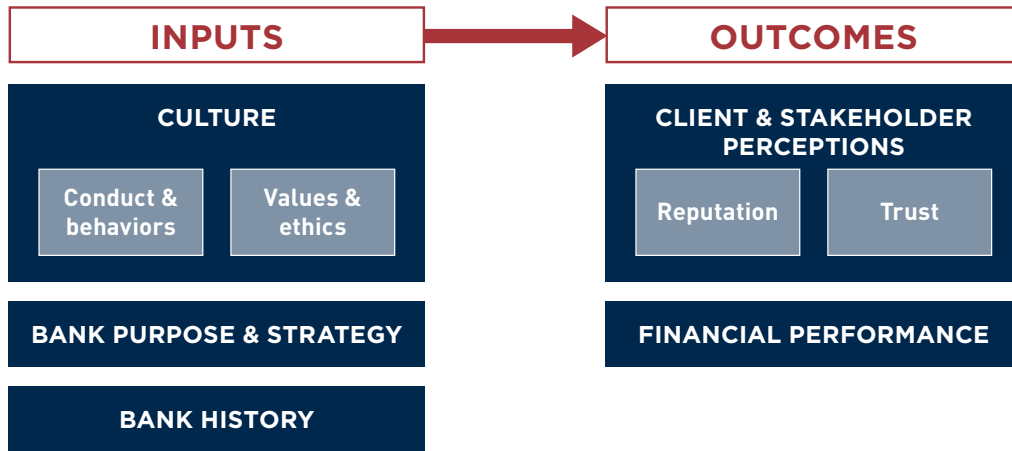 INPUTS
OUTCOMES
CULTURE
Conduct &
behaviors
Values &
ethics
CLIENT & STAKEHOLDER
PERCEPTIONS
Reputation
Trust
BANK PURPOSE & STRATEGY
FINANCIAL PERFORMANCE
BANK HISTORY